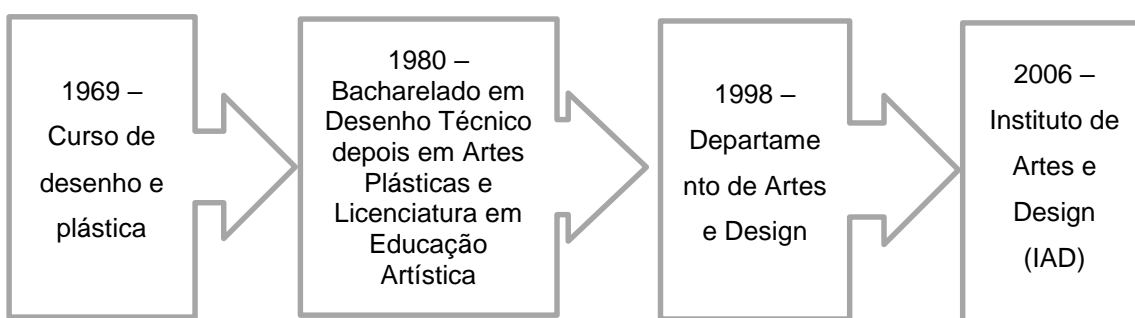 1969 –
Curso de
desenho e
plástica
1980 –
Bacharelado em
Desenho Técnico
depois em Artes
Plásticas e
Licenciatura em
Educação
Artística
1998 –
Departame
nto de Artes
e Design
2006 –
Instituto de
Artes e
Design
(IAD)